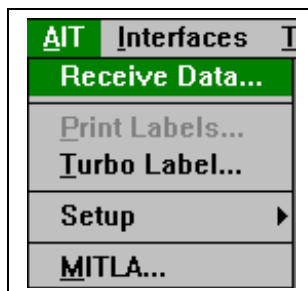 AIT Interfaces T
Receive Data...
Print Labels...
Turbo Label...
Setup
MITLA...